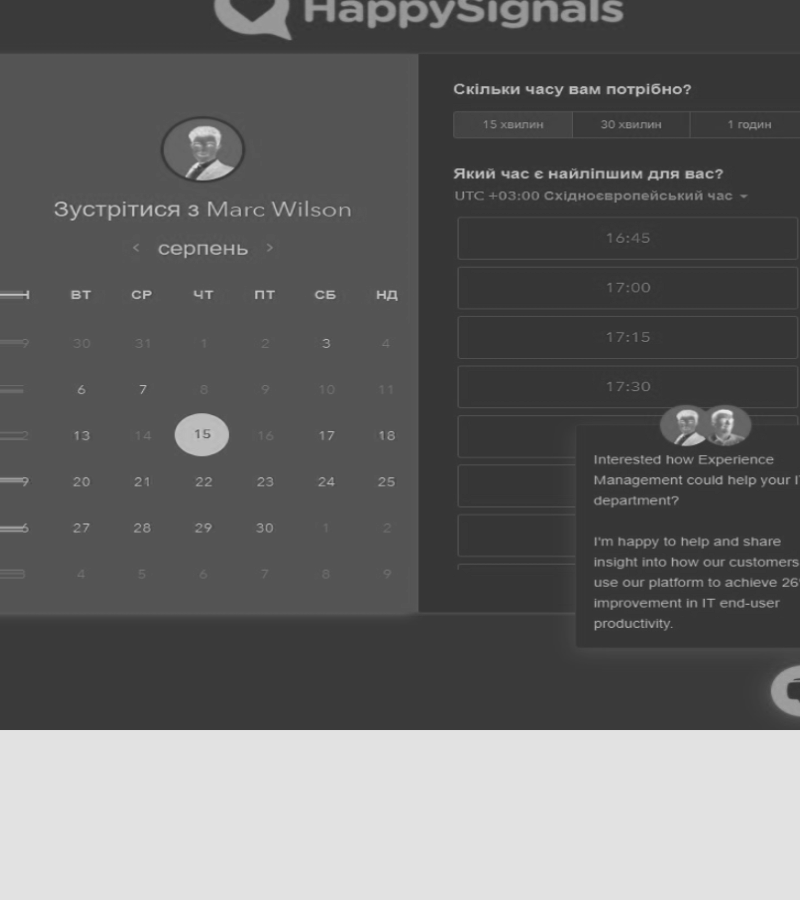 HappySignals
Зустрітися з Marc Wilson
серпень
ВТ СР ЧТ ПТ СБ НД
30 31 1 2 3 4
6 7 8 9 10 11
13 14 15 16 17 18
20 21 22 23 24 25
27 28 29 30 1 2
4 5 6 7 8 9
Скільки часу вам потрібно?
15 хвилин 30 хвилин 1 годин
Який час є найліпшим для вас?
UTC +03:00 Східноєвропейський час
16:45
17:00
17:15
17:30
Interested how Experience
Management could help your
department?
I'm happy to help and share
insight into how our customers
use our platform to achieve
improvement in IT end-user
productivity.